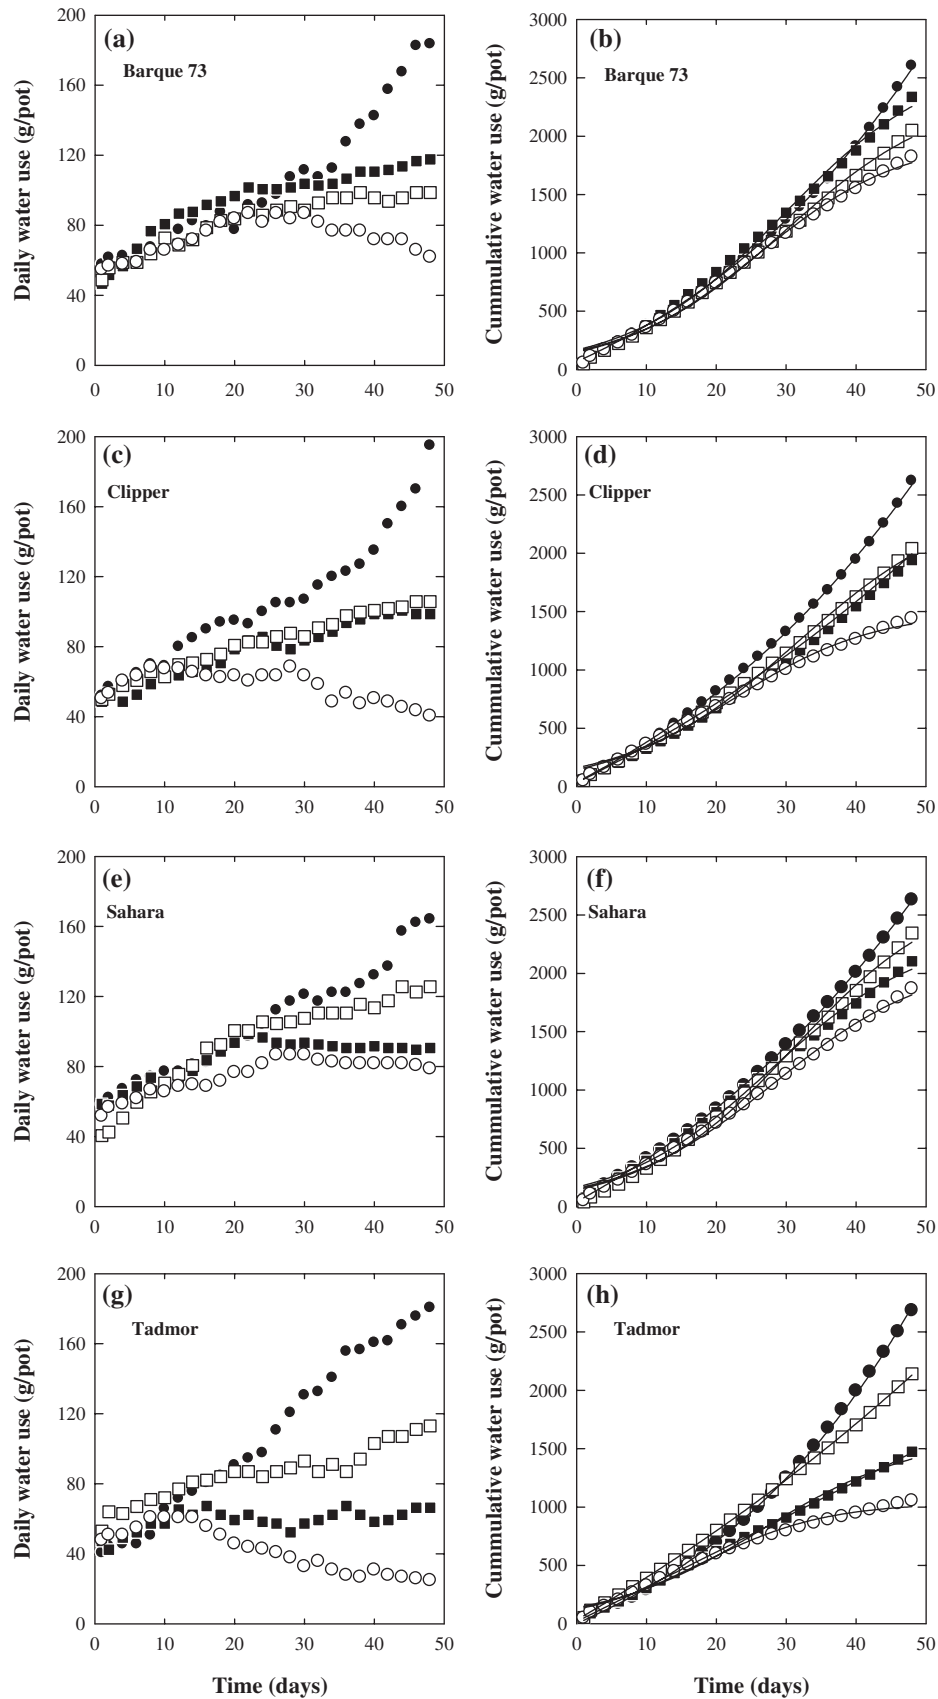 (a)
Barque 73
200
160
120
80
40
0
Daily water use (g/pot)
0 10 20 30 40 50
(b)
Barque 73
3000
2500
2000
1500
1000
500
0
Cummulative water use (g/pot)
0 10 20 30 40 50
(c)
Clipper
200
160
120
80
40
0
Daily water use (g/pot)
0 10 20 30 40 50
(d)
Clipper
3000
2500
2000
1500
1000
500
0
Cummulative water use (g/pot)
0 10 20 30 40 50
(e)
Sahara
200
160
120
80
40
0
Daily water use (g/pot)
0 10 20 30 40 50
(f)
Sahara
3000
2500
2000
1500
1000
500
0
Cummulative water use (g/pot)
0 10 20 30 40 50
(g)
Tadmor
200
160
120
80
40
0
Daily water use (g/pot)
0 10 20 30 40 50
Time (days)
(h)
Tadmor
3000
2500
2000
1500
1000
500
0
Cummulative water use (g/pot)
0 10 20 30 40 50
Time (days)